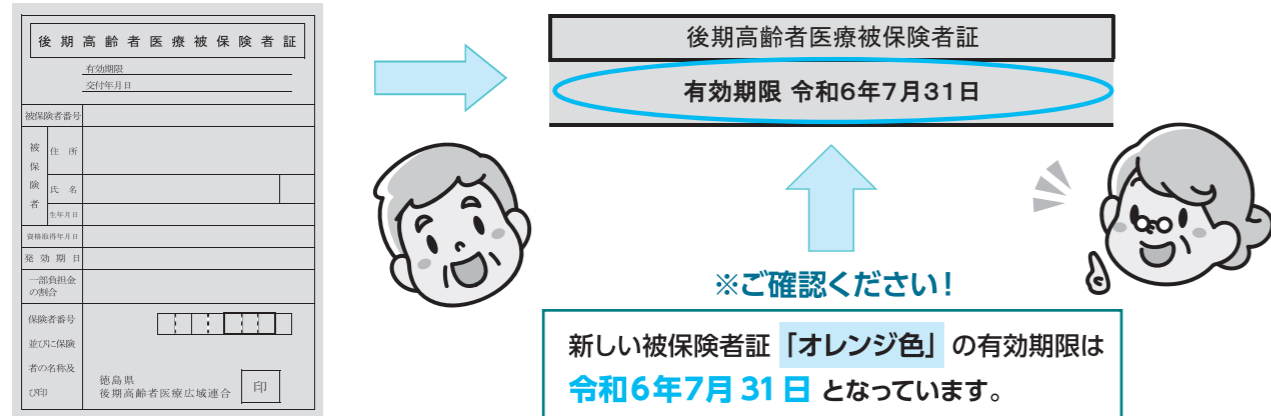 後期高齢者医療被保険者証
有効期限
交付年月日
被保険者番号
被保険者
住所
氏名
生年月日
資格取得年月日
発効期日
一部負担金
の割合
保険者番号
並びに保険
者の名称及
び印
徳島県
後期高齢者医療広域連合
印
後期高齢者医療被保険者証
有効期限 令和6年7月31日
※ご確認ください!
新しい被保険者証「オレンジ色」の有効期限は
令和6年7月31日となっています。